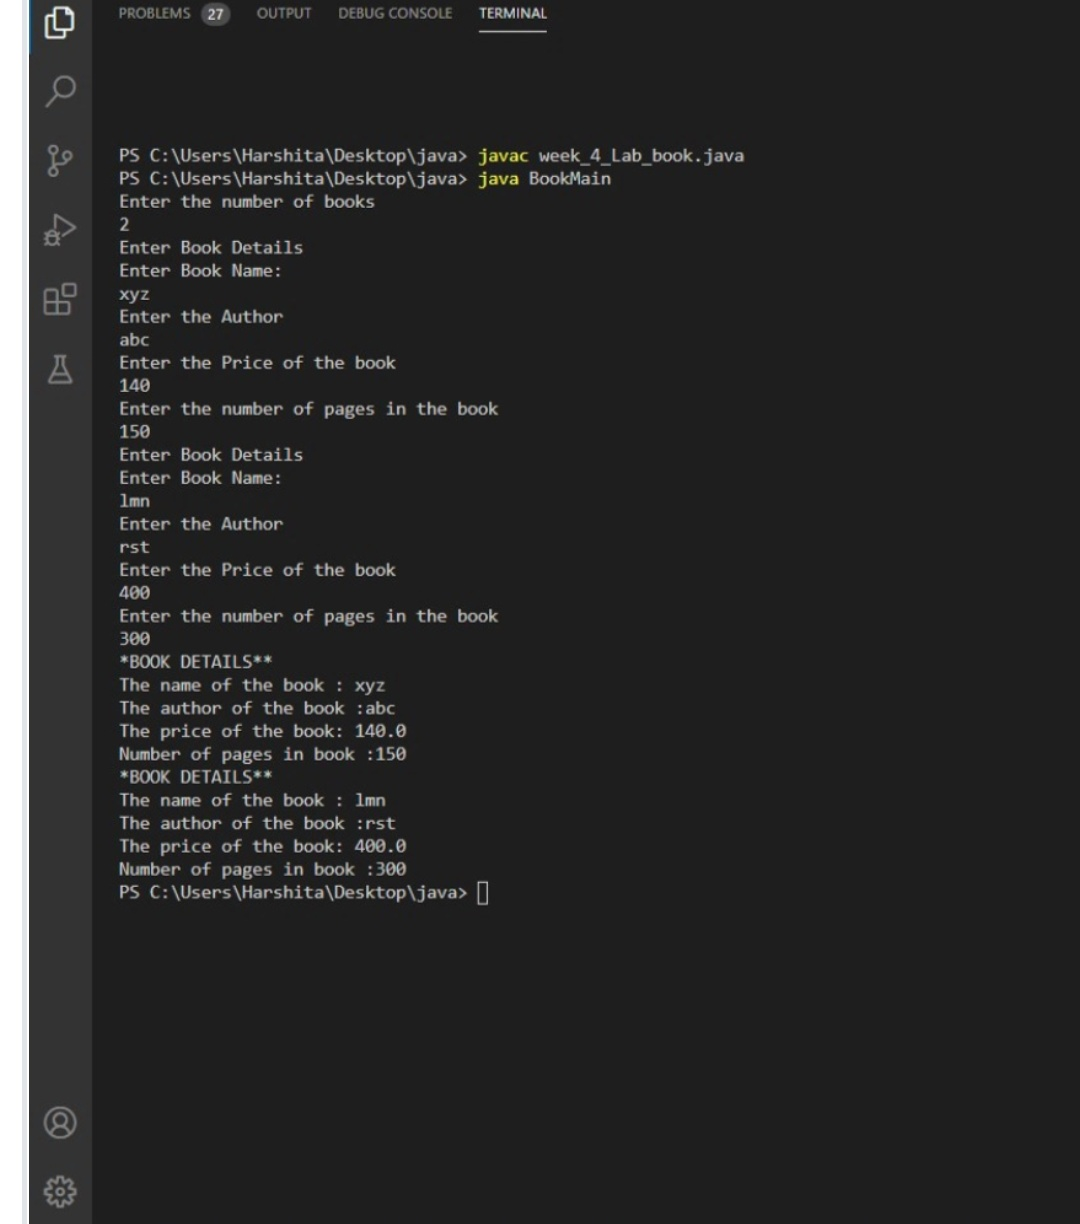 PROBLEMS 27 OUTPUT DEBUG CONSOLE TERMINAL
PS C:\Users\Harshita\Desktop\java> javac week_4_Lab_book.java
PS C:\Users\Harshita\Desktop\java> java BookMain
Enter the number of books
2
Enter Book Details
Enter Book Name:
xyz
Enter the Author
abc
Enter the Price of the book
140
Enter the number of pages in the book
150
Enter Book Details
Enter Book Name:
lmn
Enter the Author
rst
Enter the Price of the book
400
Enter the number of pages in the book
300
*BOOK DETAILS**
The name of the book : xyz
The author of the book :abc
The price of the book: 140.0
Number of pages in book :150
*BOOK DETAILS**
The name of the book : lmn
The author of the book :rst
The price of the book: 400.0
Number of pages in book :300
PS C:\Users\Harshita\Desktop\java>